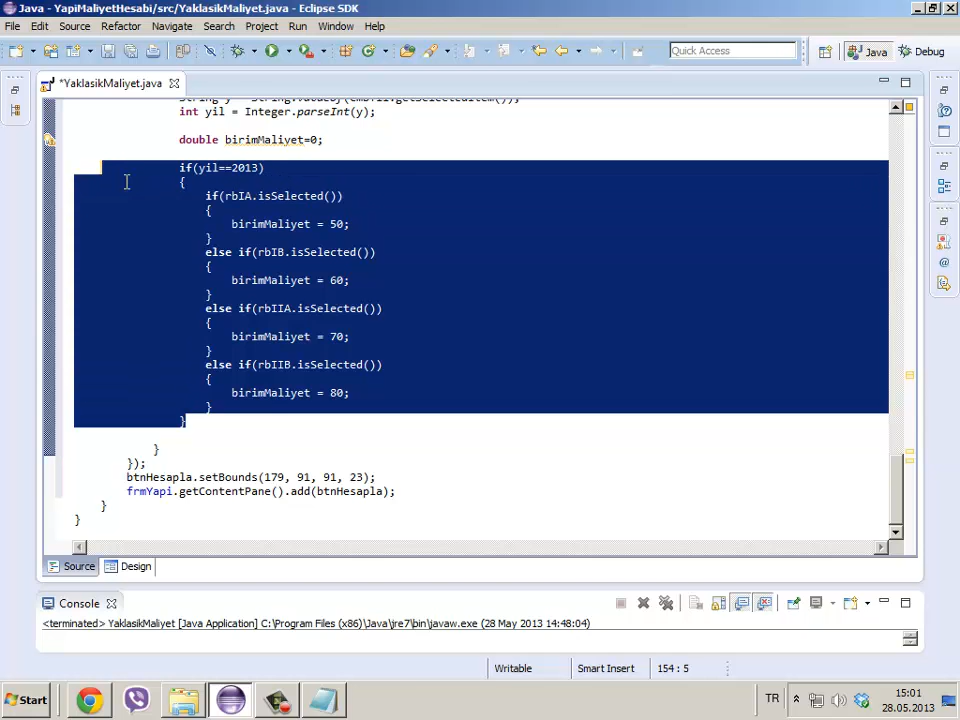 Java - YapiMaliyetHesabi/src/YaklasikMaliyet.java - Eclipse SDK
File Edit Source Refactor Navigate Search Project Run Window Help
Quick Access Java Debug
*YaklasikMaliyet.java
int yil = Integer.parseInt(y);
double birimMaliyet=0;
if(yil==2013)
{
if(rbIA.isSelected())
{
birimMaliyet = 50;
}
else if(rbIB.isSelected())
{
birimMaliyet = 60;
}
else if(rbIIA.isSelected())
{
birimMaliyet = 70;
}
else if(rbIIB.isSelected())
{
birimMaliyet = 80;
}
}
}
});
btnHesapla.setBounds(179, 91, 91, 23);
frmYapi.getContentPane().add(btnHesapla);
}
}
Source Design
Console
<terminated> YaklasikMaliyet [Java Application] C:\Program Files (x86)\Java\jre7\bin\javaw.exe (28 May 2013 14:48:04)
Writable Smart Insert 154 : 5
Start TR 15:01
28.05.2013